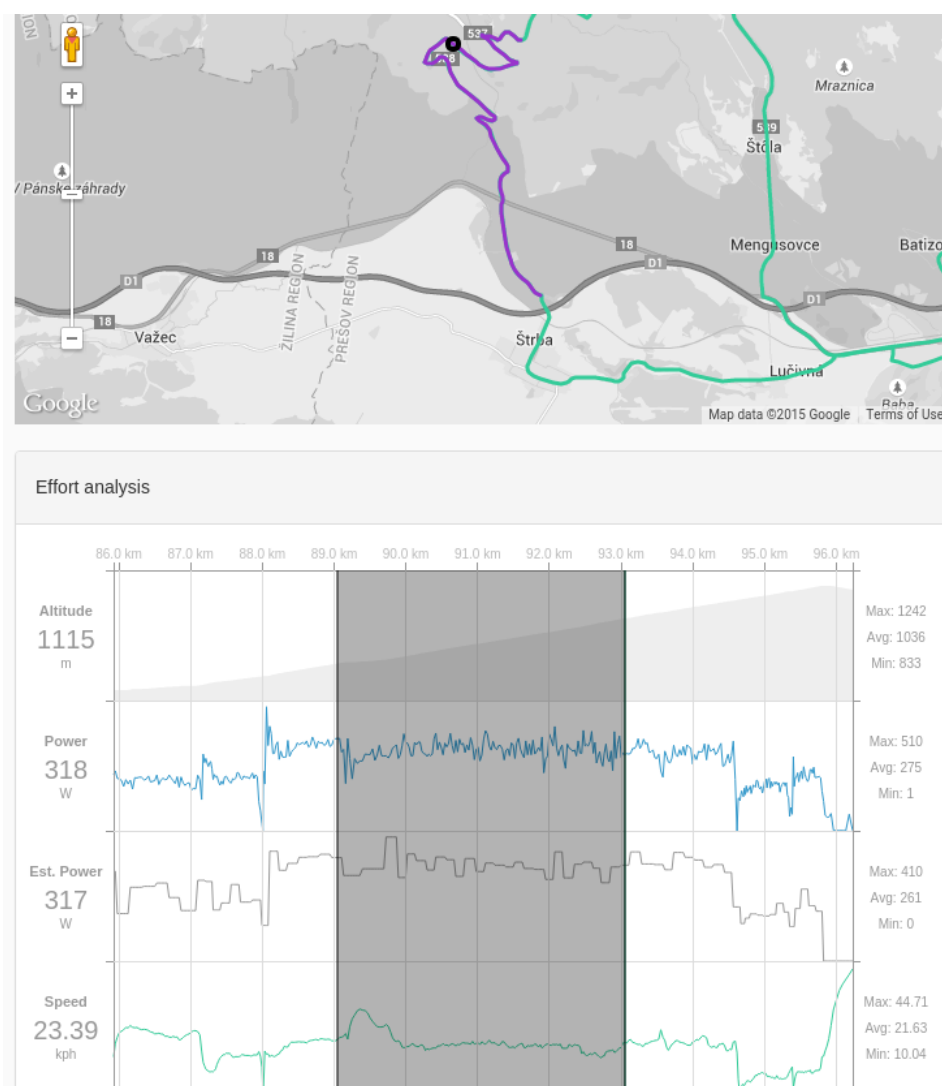 ION
537
538
Mraznica
539
Štôla
V Pánske záhrady
18
Mengusovce
Batizo
18
D1
D1
D1
ŽILINA REGION
PREŠOV REGION
18
Važec
Štrba
Lučivná
Baba
Google
Map data ©2015 Google
Terms of Use
Effort analysis
86.0 km 87.0 km 88.0 km 89.0 km 90.0 km 91.0 km 92.0 km 93.0 km 94.0 km 95.0 km 96.0 km
Altitude
1115
m
Max: 1242
Avg: 1036
Min: 833
Power
318
W
Max: 510
Avg: 275
Min: 1
Est. Power
317
W
Max: 410
Avg: 261
Min: 0
Speed
23.39
kph
Max: 44.71
Avg: 21.63
Min: 10.04